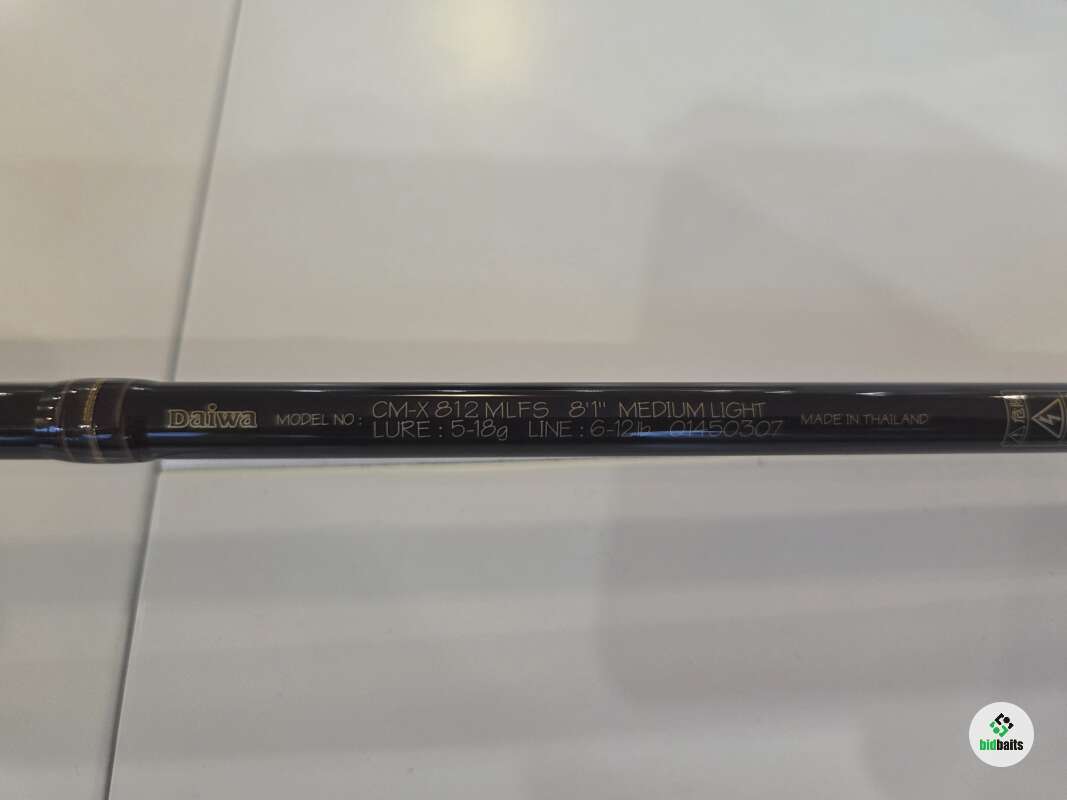 Daiwa MODEL NO : CM-X 812 MLFS 8'1" MEDIUM LIGHT
LURE : 5-18g LINE : 6-12lb 01450307 MADE IN THAILAND
bidbaits